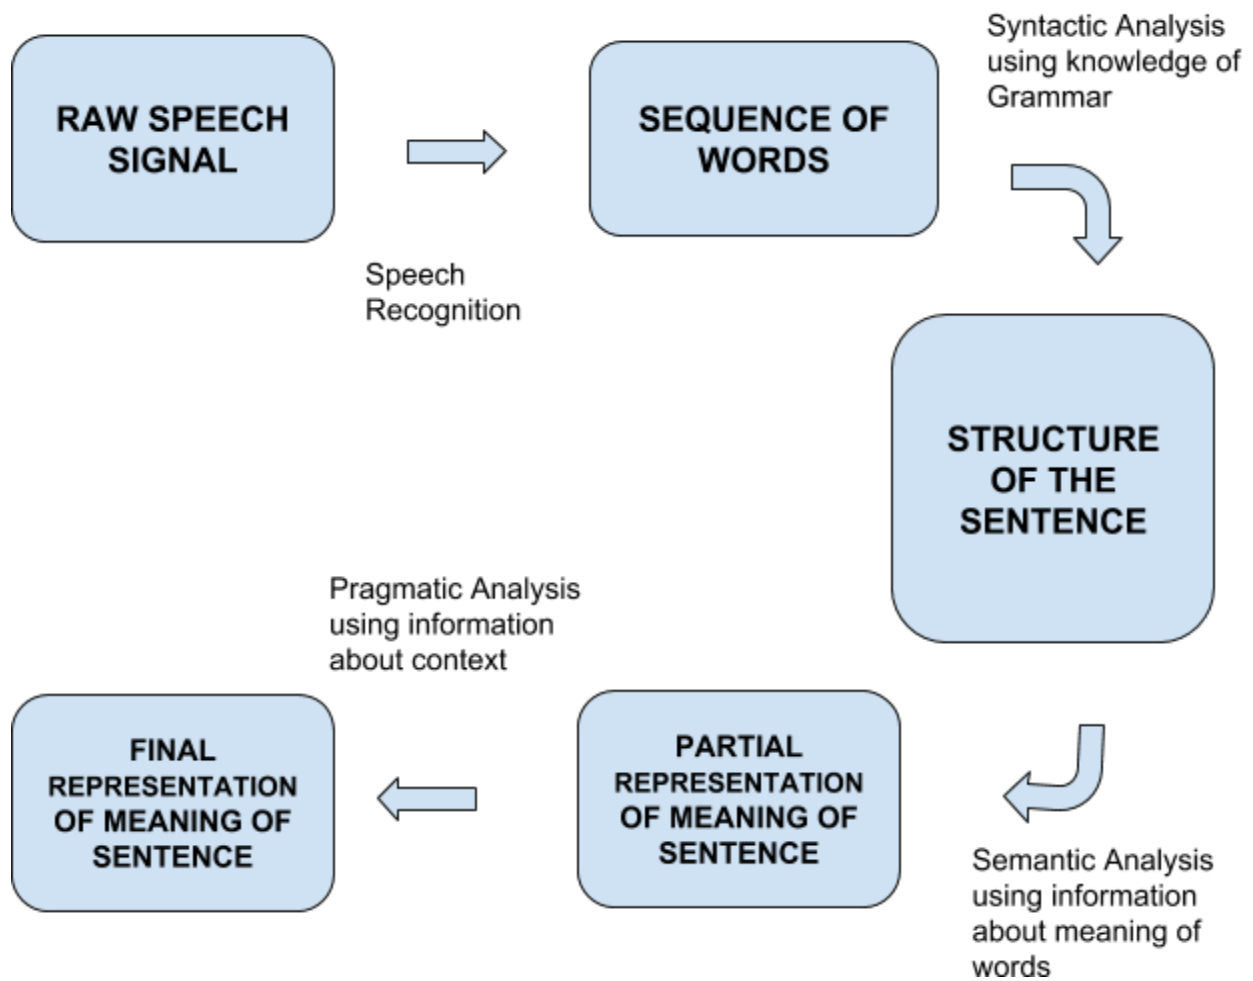 RAW SPEECH
SIGNAL
Speech
Recognition
SEQUENCE OF
WORDS
Syntactic Analysis
using knowledge of
Grammar
STRUCTURE
OF THE
SENTENCE
Semantic Analysis
using information
about meaning of
words
PARTIAL
REPRESENTATION
OF MEANING OF
SENTENCE
Pragmatic Analysis
using information
about context
FINAL
REPRESENTATION
OF MEANING OF
SENTENCE